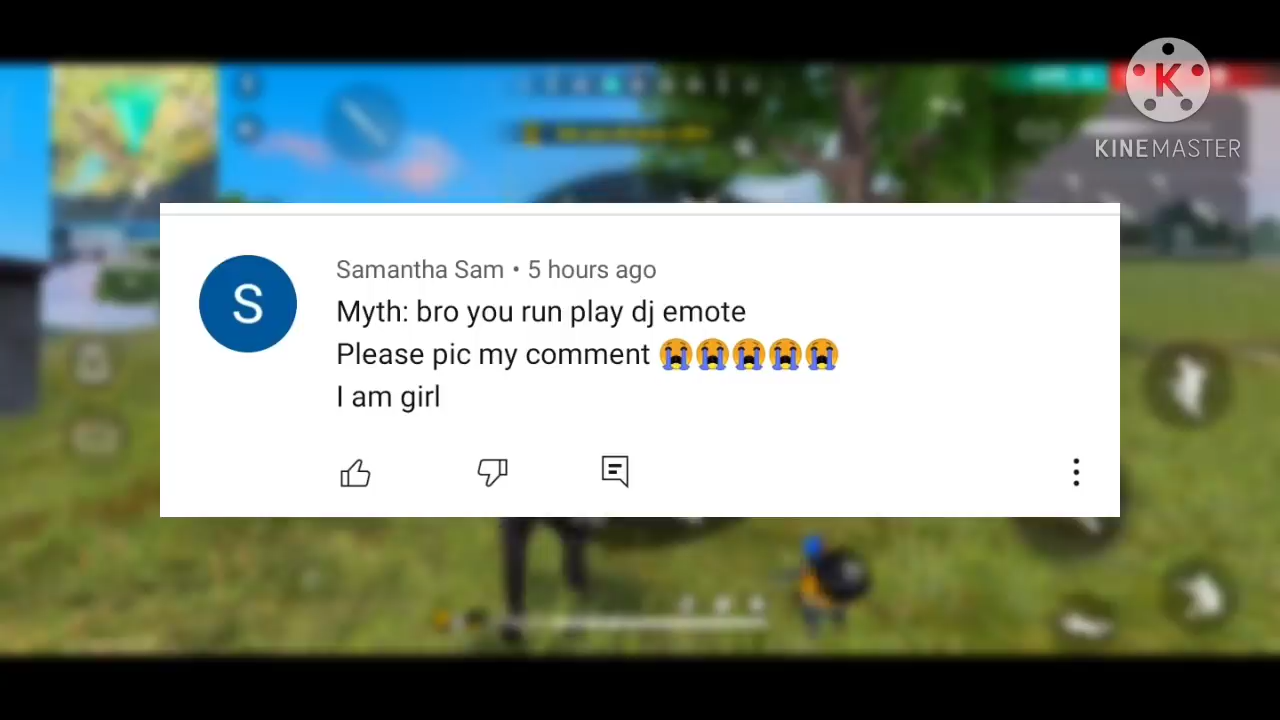 KINEMASTER
S
Samantha Sam • 5 hours ago
Myth: bro you run play dj emote
Please pic my comment 😭😭😭😭😭
I am girl